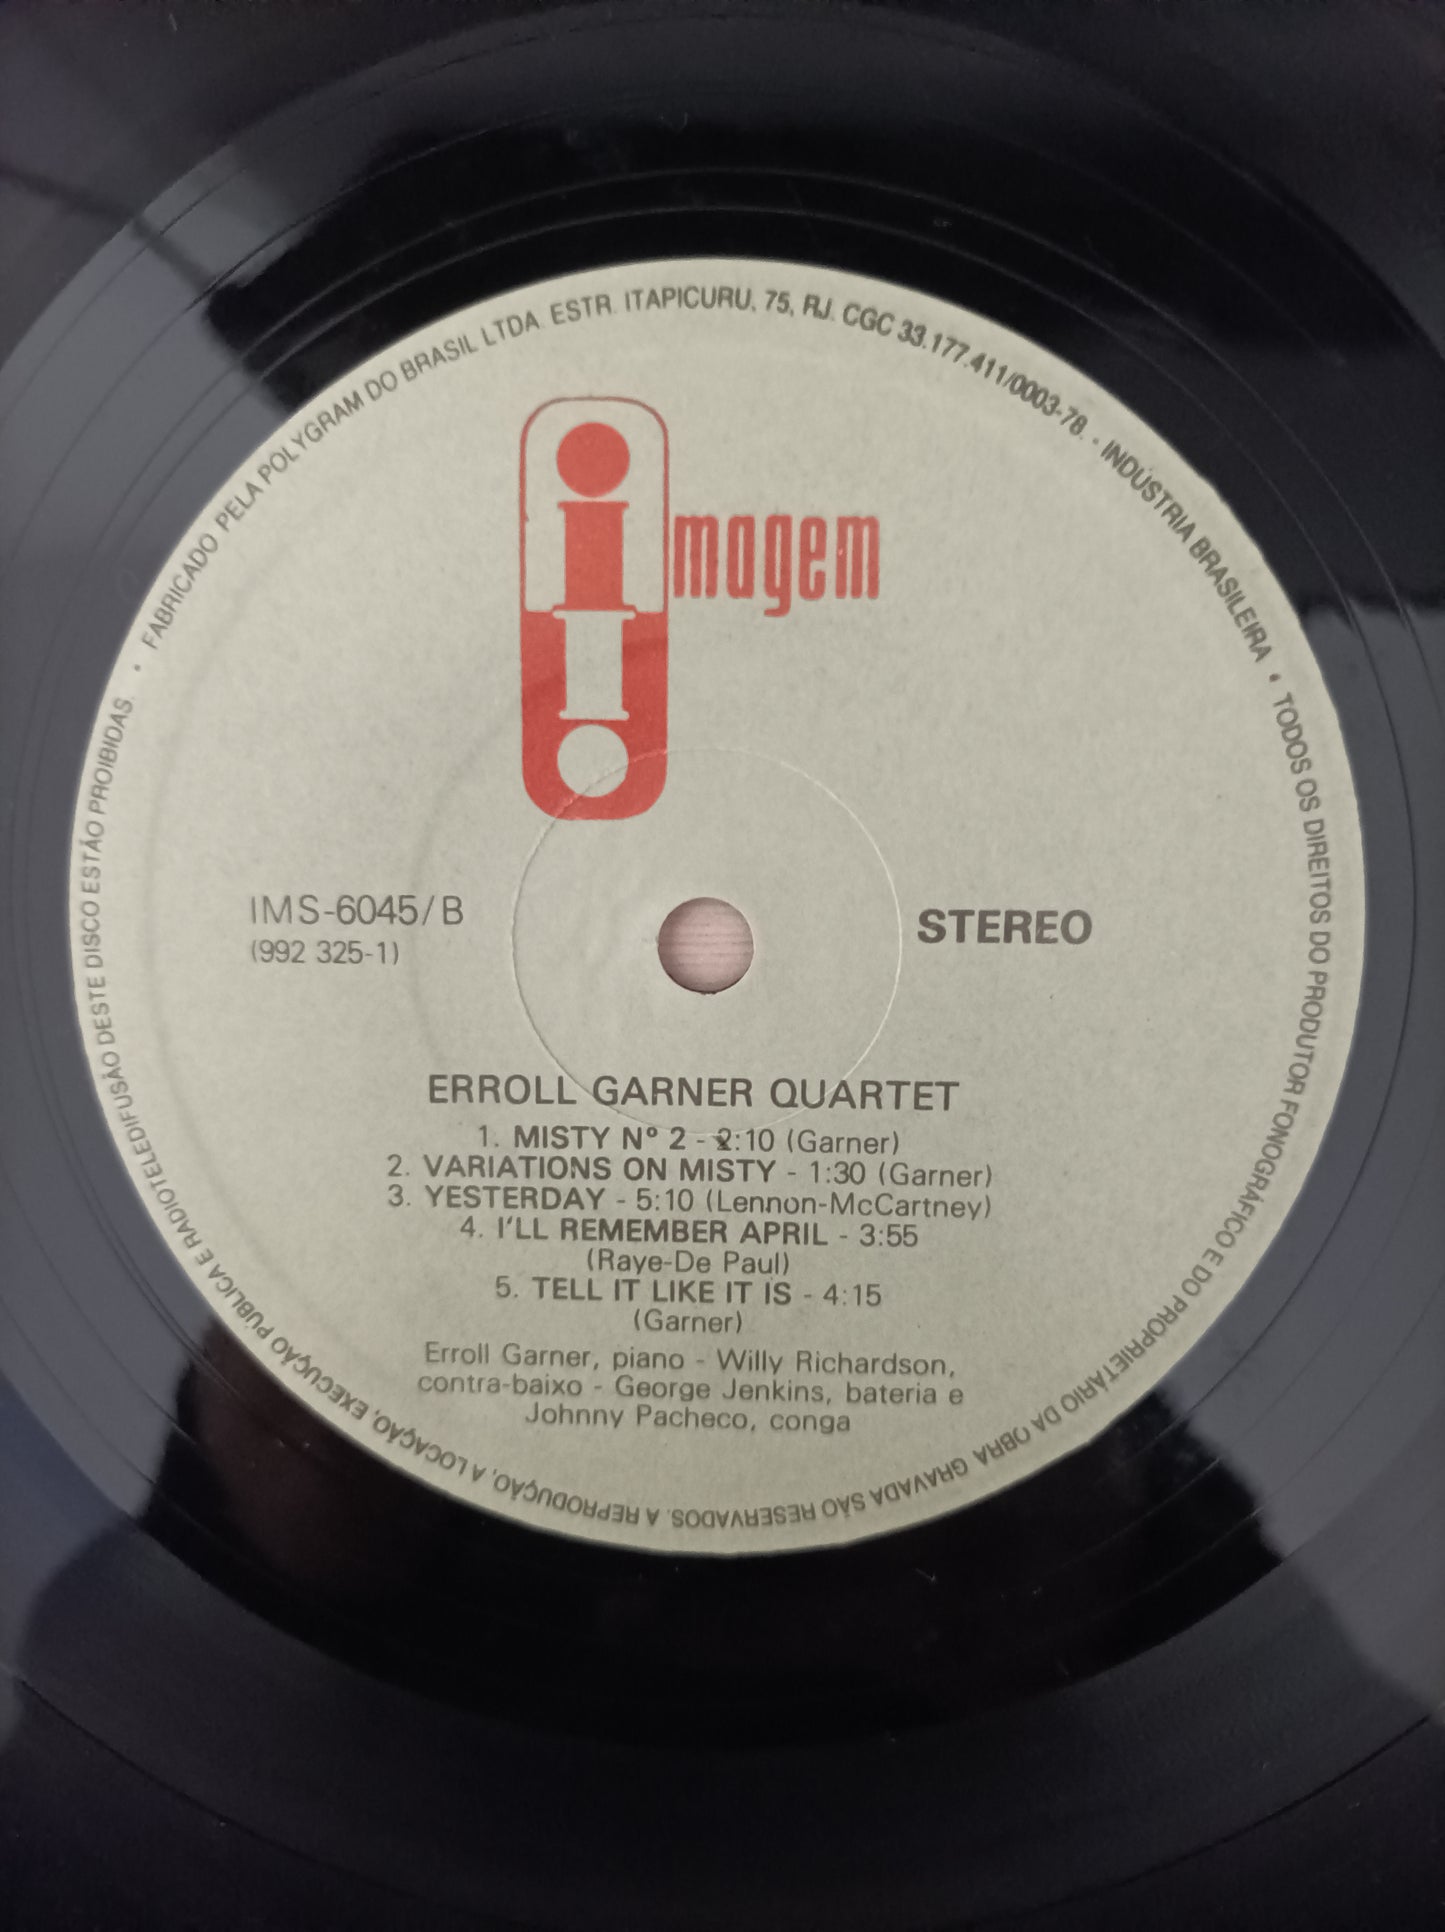 • FABRICADO PELA POLYGRAM DO BRASIL LTDA. ESTR. ITAPICURU, 75, RJ. CGC 33.177.411/0003-78. - INDÚSTRIA BRASILEIRA • TODOS OS DIREITOS DO PRODUTOR FONOGRÁFICO E DO PROPRIETÁRIO DA OBRA GRAVADA SÃO RESERVADOS. A REPRODUÇÃO, A LOCAÇÃO, EXECUÇÃO PÚBLICA E RADIOTELEDIFUSÃO DESTE DISCO ESTÃO PROIBIDAS.
imagem
IMS-6045/B
(992 325-1)
STEREO
ERROLL GARNER QUARTET
1. MISTY Nº 2 - 2:10 (Garner)
2. VARIATIONS ON MISTY - 1:30 (Garner)
3. YESTERDAY - 5:10 (Lennon-McCartney)
4. I'LL REMEMBER APRIL - 3:55
(Raye-De Paul)
5. TELL IT LIKE IT IS - 4:15
(Garner)
Erroll Garner, piano - Willy Richardson,
contra-baixo - George Jenkins, bateria e
Johnny Pacheco, conga